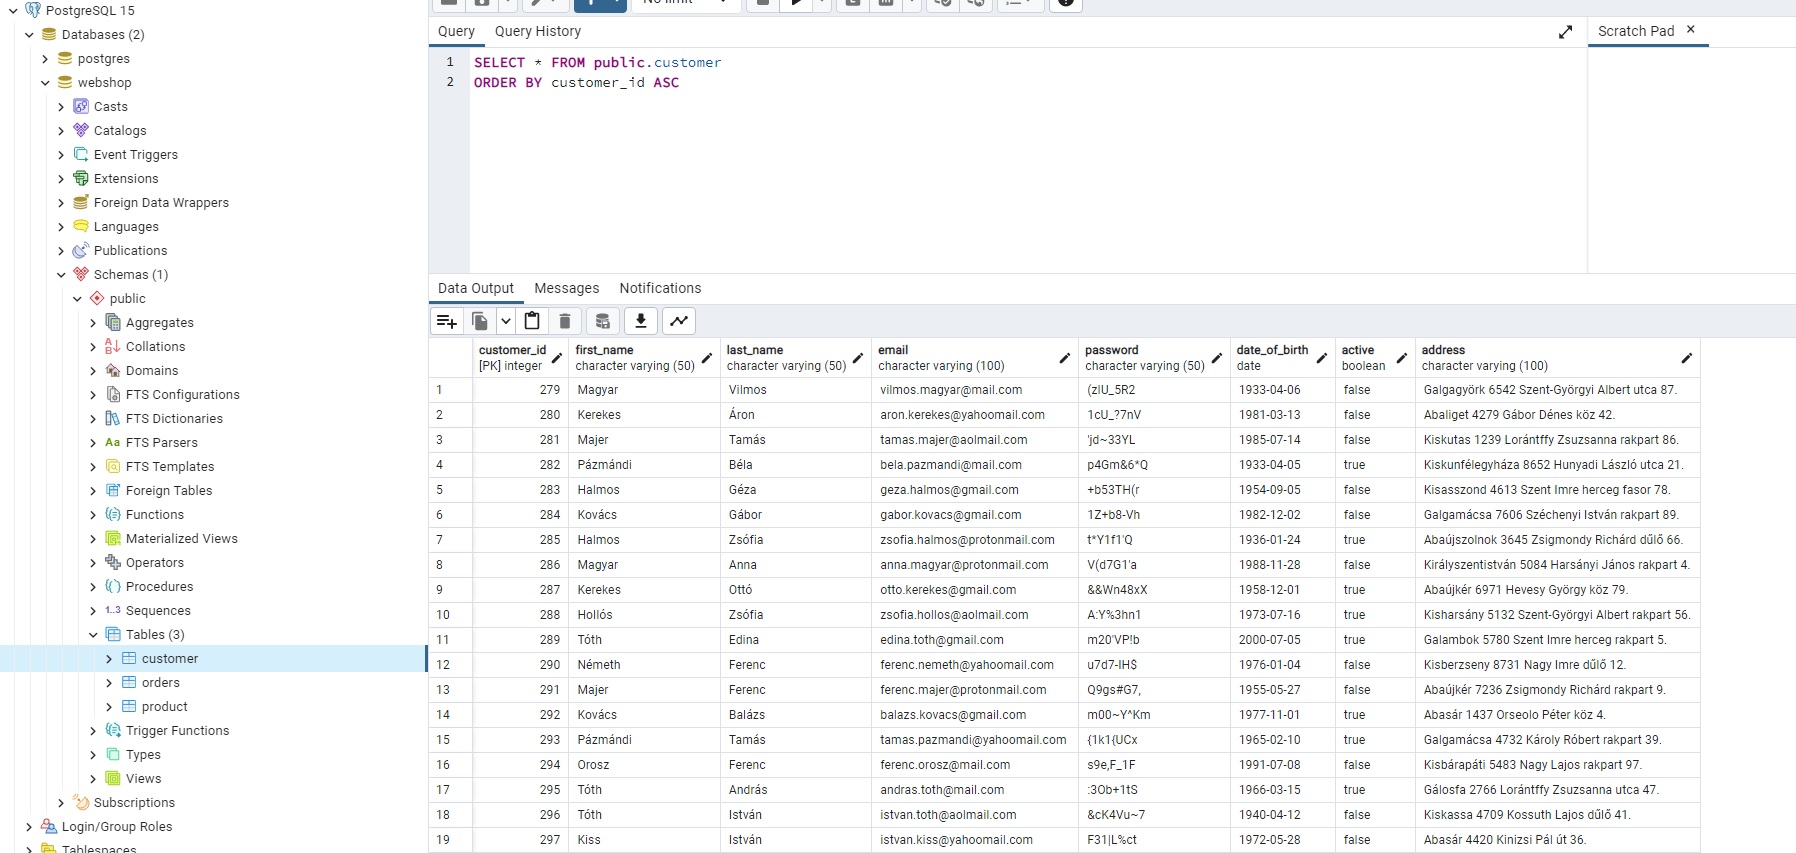 PostgreSQL 15
Databases (2)
postgres
webshop
Casts
Catalogs
Event Triggers
Extensions
Foreign Data Wrappers
Languages
Publications
Schemas (1)
public
Aggregates
Collations
Domains
FTS Configurations
FTS Dictionaries
Aa FTS Parsers
FTS Templates
Foreign Tables
Functions
Materialized Views
Operators
Procedures
1..3 Sequences
Tables (3)
customer
orders
product
Trigger Functions
Types
Views
Subscriptions
Login/Group Roles
Tablespaces
No limit
Query Query History
Scratch Pad
1 SELECT * FROM public.customer
2 ORDER BY customer_id ASC
Data Output Messages Notifications
customer_id first_name last_name email password date_of_birth active address
[PK] integer character varying (50) character varying (50) character varying (100) character varying (50) date boolean character varying (100)
1 279 Magyar Vilmos vilmos.magyar@mail.com (zIU_5R2 1933-04-06 false Galgagyörk 6542 Szent-Györgyi Albert utca 87.
2 280 Kerekes Áron aron.kerekes@yahoomail.com 1cU_?7nV 1981-03-13 false Abaliget 4279 Gábor Dénes köz 42.
3 281 Majer Tamás tamas.majer@aolmail.com 'jd~33YL 1985-07-14 false Kiskutas 1239 Lorántffy Zsuzsanna rakpart 86.
4 282 Pázmándi Béla bela.pazmandi@mail.com p4Gm&6*Q 1933-04-05 true Kiskunfélegyháza 8652 Hunyadi László utca 21.
5 283 Halmos Géza geza.halmos@gmail.com +b53TH(r 1954-09-05 false Kisasszond 4613 Szent Imre herceg fasor 78.
6 284 Kovács Gábor gabor.kovacs@gmail.com 1Z+b8-Vh 1982-12-02 false Galgamácsa 7606 Széchenyi István rakpart 89.
7 285 Halmos Zsófia zsofia.halmos@protonmail.com t*Y1f1'Q 1936-01-24 true Abaújszolnok 3645 Zsigmondy Richárd dűlő 66.
8 286 Magyar Anna anna.magyar@protonmail.com V(d7G1'a 1988-11-28 false Királyszentistván 5084 Harsányi János rakpart 4.
9 287 Kerekes Ottó otto.kerekes@gmail.com &&Wn48xX 1958-12-01 true Abaújkér 6971 Hevesy György köz 79.
10 288 Hollós Zsófia zsofia.hollos@aolmail.com A:Y%3hn1 1973-07-16 true Kisharsány 5132 Szent-Györgyi Albert rakpart 56.
11 289 Tóth Edina edina.toth@gmail.com m20'VP!b 2000-07-05 true Galambok 5780 Szent Imre herceg rakpart 5.
12 290 Németh Ferenc ferenc.nemeth@yahoomail.com u7d7-IH$ 1976-01-04 false Kisberzseny 8731 Nagy Imre dűlő 12.
13 291 Majer Ferenc ferenc.majer@protonmail.com Q9gs#G7, 1955-05-27 false Abaújkér 7236 Zsigmondy Richárd rakpart 9.
14 292 Kovács Balázs balazs.kovacs@gmail.com m00~Y^Km 1977-11-01 true Abasár 1437 Orseolo Péter köz 4.
15 293 Pázmándi Tamás tamas.pazmandi@yahoomail.com {1k1{UCx 1965-02-10 true Galgamácsa 4732 Károly Róbert rakpart 39.
16 294 Orosz Ferenc ferenc.orosz@mail.com s9e,F_1F 1991-07-08 false Kisbárapáti 5483 Nagy Lajos rakpart 97.
17 295 Tóth András andras.toth@mail.com :3Ob+1tS 1966-03-15 true Gálosfa 2766 Lorántffy Zsuzsanna utca 47.
18 296 Tóth István istvan.toth@aolmail.com &cK4Vu~7 1940-04-12 false Kiskassa 4709 Kossuth Lajos dűlő 41.
19 297 Kiss István istvan.kiss@yahoomail.com F31|L%ct 1972-05-28 false Abasár 4420 Kinizsi Pál út 36.